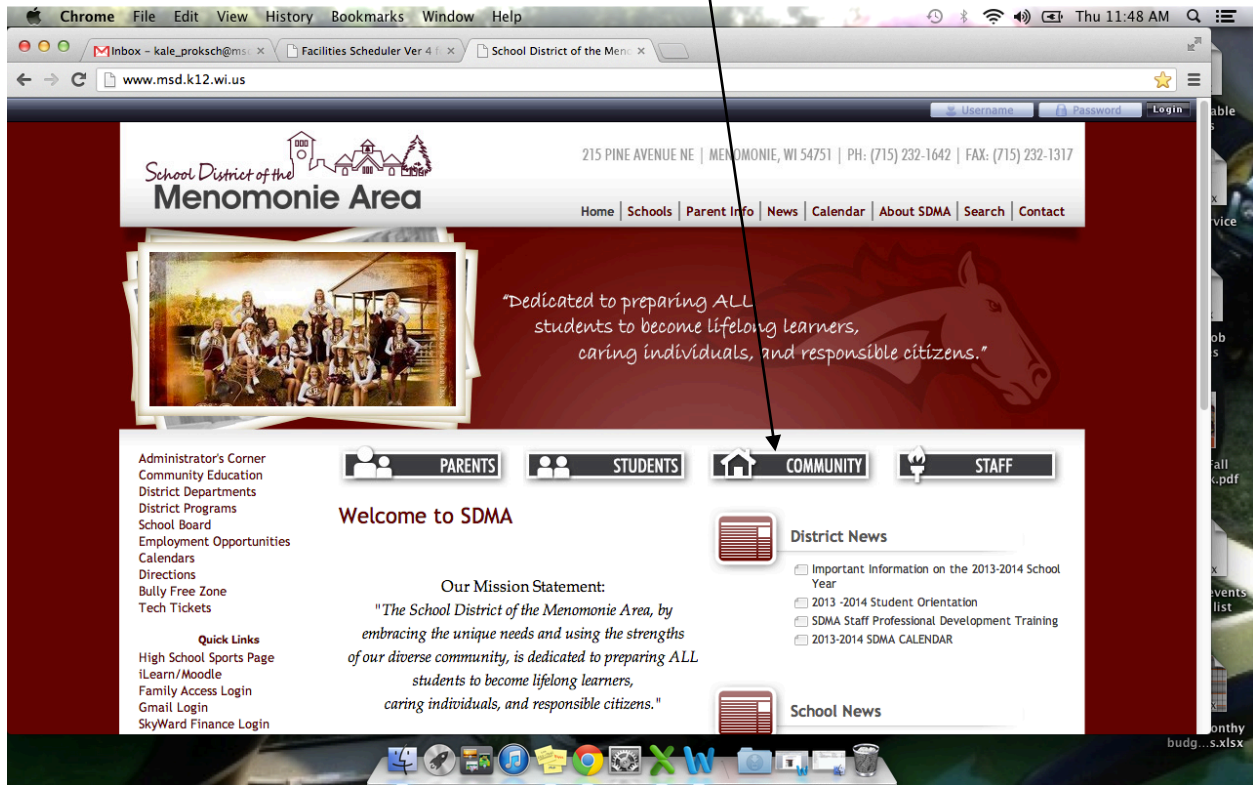 Chrome File Edit View History Bookmarks Window Help Thu 11:48 AM
Inbox – kale_proksch@ms Facilities Scheduler Ver 4 School District of the Meno
www.msd.k12.wi.us
Username Password Login
School District of the
Menomonie Area
215 PINE AVENUE NE | MENOMONIE, WI 54751 | PH: (715) 232-1642 | FAX: (715) 232-1317
Home | Schools | Parent Info | News | Calendar | About SDMA | Search | Contact
"Dedicated to preparing ALL
students to become lifelong learners,
caring individuals, and responsible citizens."
PARENTS STUDENTS COMMUNITY STAFF
Administrator's Corner
Community Education
District Departments
District Programs
School Board
Employment Opportunities
Calendars
Directions
Bully Free Zone
Tech Tickets
Quick Links
High School Sports Page
iLearn/Moodle
Family Access Login
Gmail Login
SkyWard Finance Login
Welcome to SDMA
Our Mission Statement:
"The School District of the Menomonie Area, by
embracing the unique needs and using the strengths
of our diverse community, is dedicated to preparing ALL
students to become lifelong learners,
caring individuals, and responsible citizens."
District News
Important Information on the 2013-2014 School
Year
2013 -2014 Student Orientation
SDMA Staff Professional Development Training
2013-2014 SDMA CALENDAR
School News
able
s
vice
ob
s
Fall
k.pdf
events
list
onthy
budg...s.xlsx